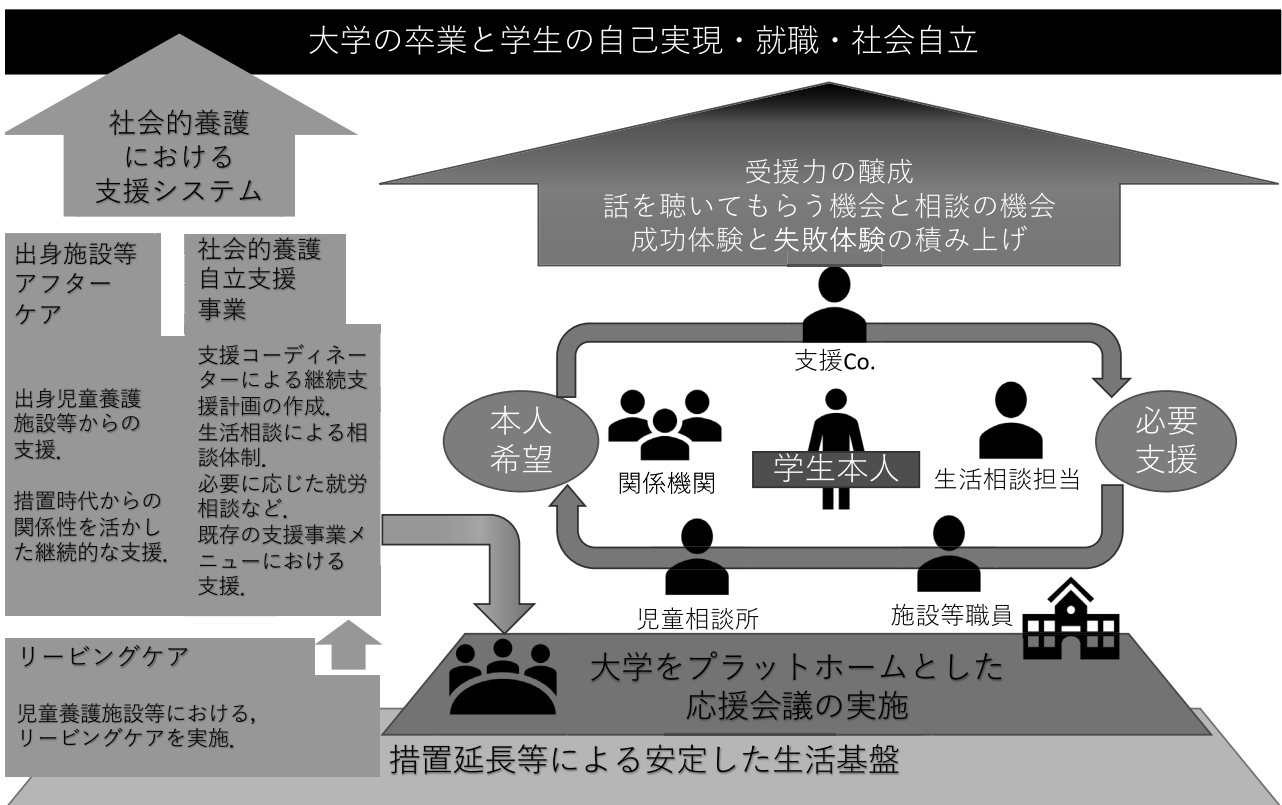 大学の卒業と学生の自己実現・就職・社会自立
社会的養護
における
支援システム
出身施設等
アフター
ケア
出身児童養護
施設等からの
支援.
措置時代からの
関係性を活かし
た継続的な支援.
社会的養護
自立支援
事業
支援コーディネー
ターによる継続支
援計画の作成.
生活相談による相
談体制.
必要に応じた就労
相談など.
既存の支援事業メ
ニューにおける
支援.
リービングケア
児童養護施設等における,
リービングケアを実施.
受援力の醸成
話を聴いてもらう機会と相談の機会
成功体験と失敗体験の積み上げ
支援Co.
本人
希望
関係機関
学生本人
生活相談担当
必要
支援
児童相談所
施設等職員
大学をプラットホームとした
応援会議の実施
措置延長等による安定した生活基盤